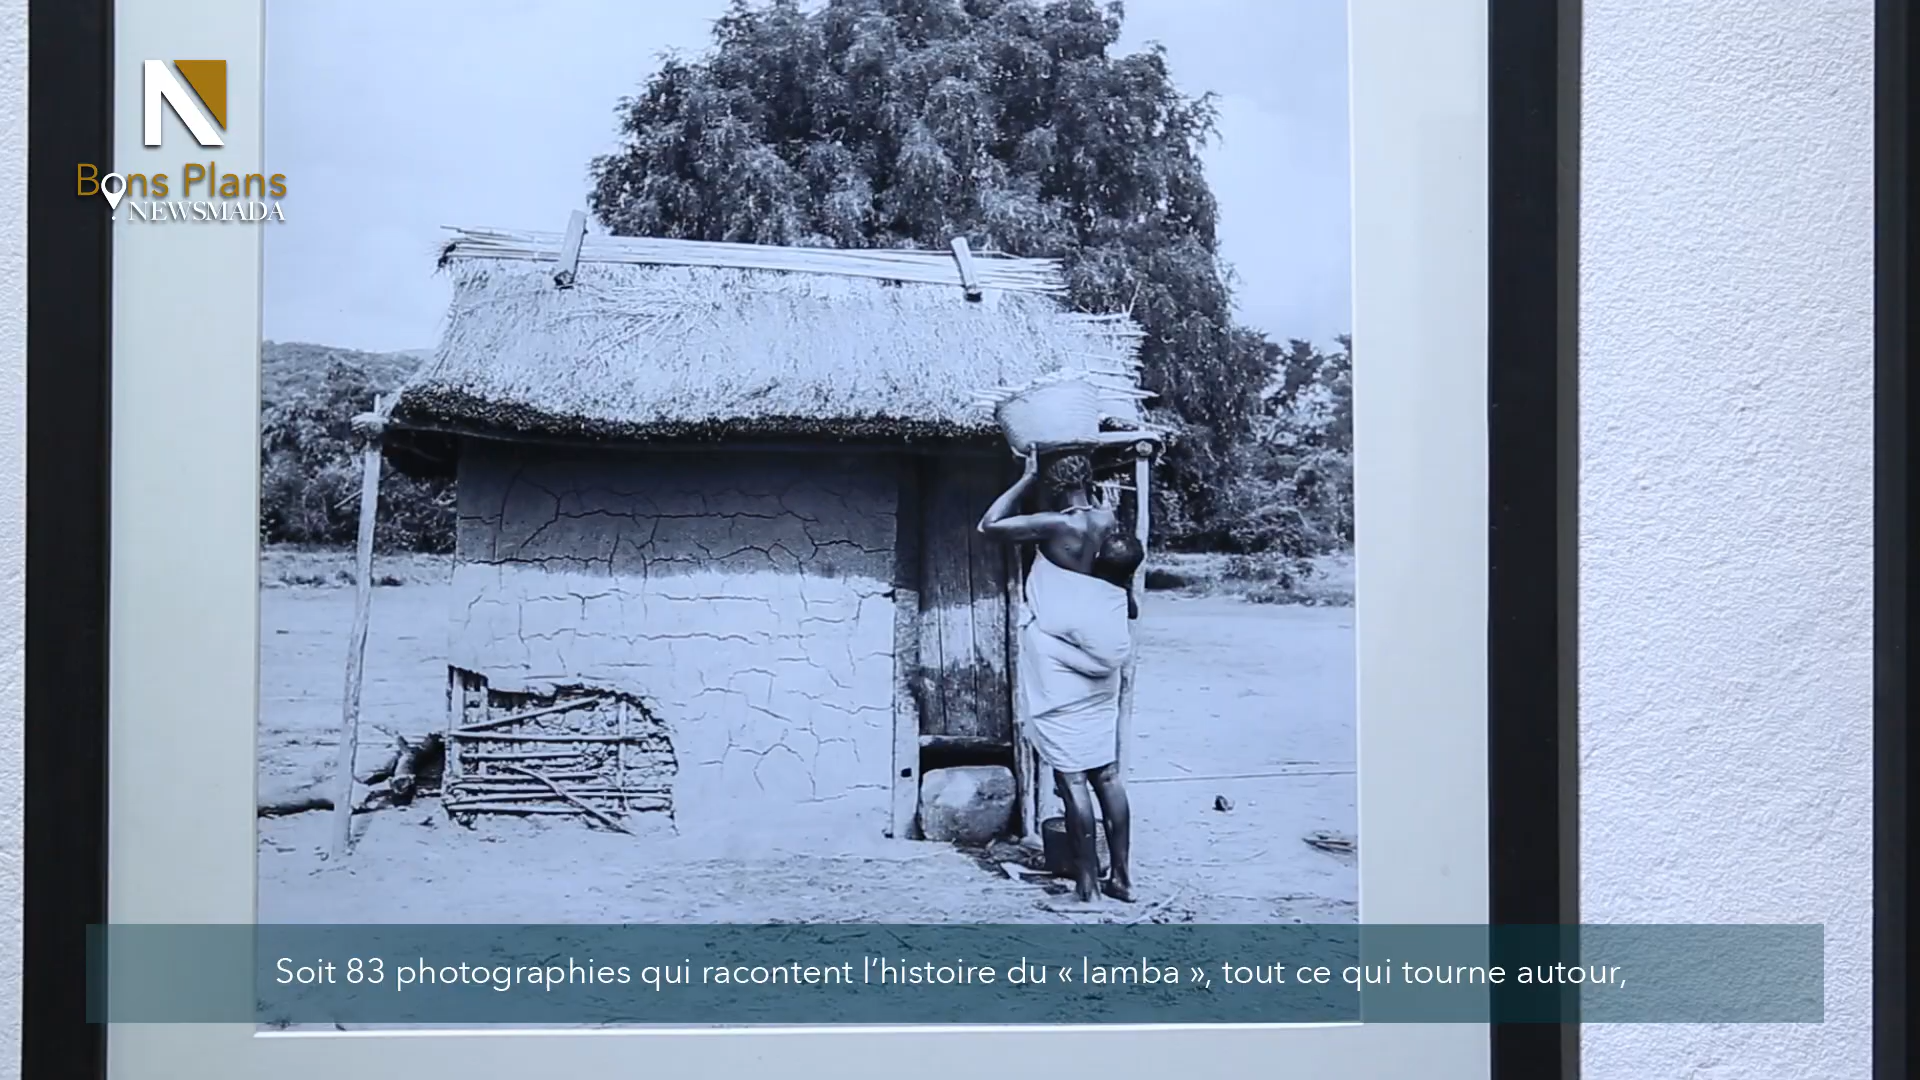 N
Bons Plans
NEWSMADA
Soit 83 photographies qui racontent l’histoire du « lamba », tout ce qui tourne autour,